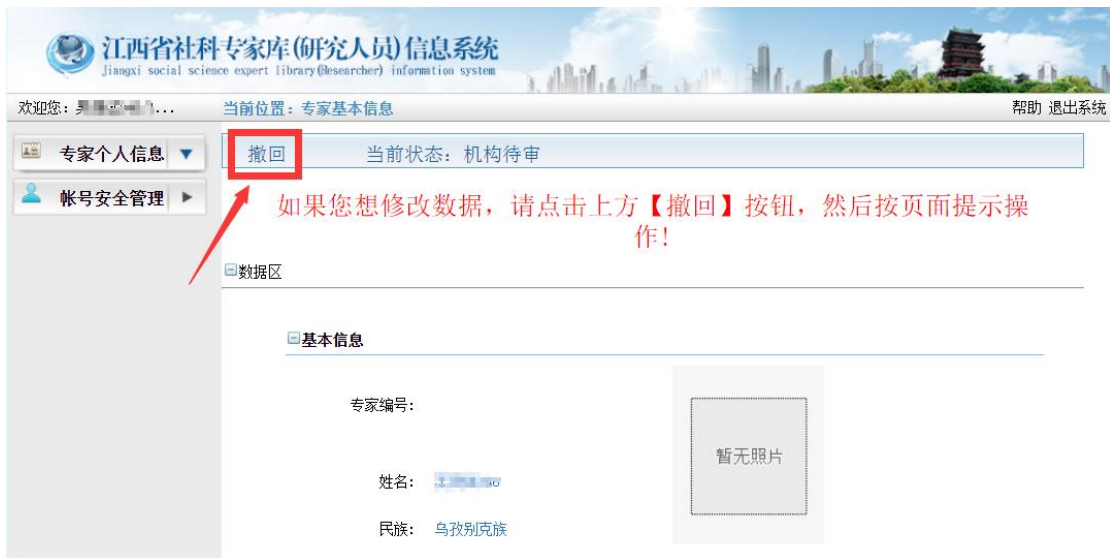 江西省社科专家库(研究人员)信息系统
Jiangxi social science expert library(Researcher) information system
欢迎您: 
当前位置：专家基本信息
帮助 退出系统
专家个人信息
帐号安全管理
撤回
当前状态：机构待审
如果您想修改数据，请点击上方【撤回】按钮，然后按页面提示操
作！
数据区
基本信息
专家编号：
暂无照片
姓名：
民族： 乌孜别克族